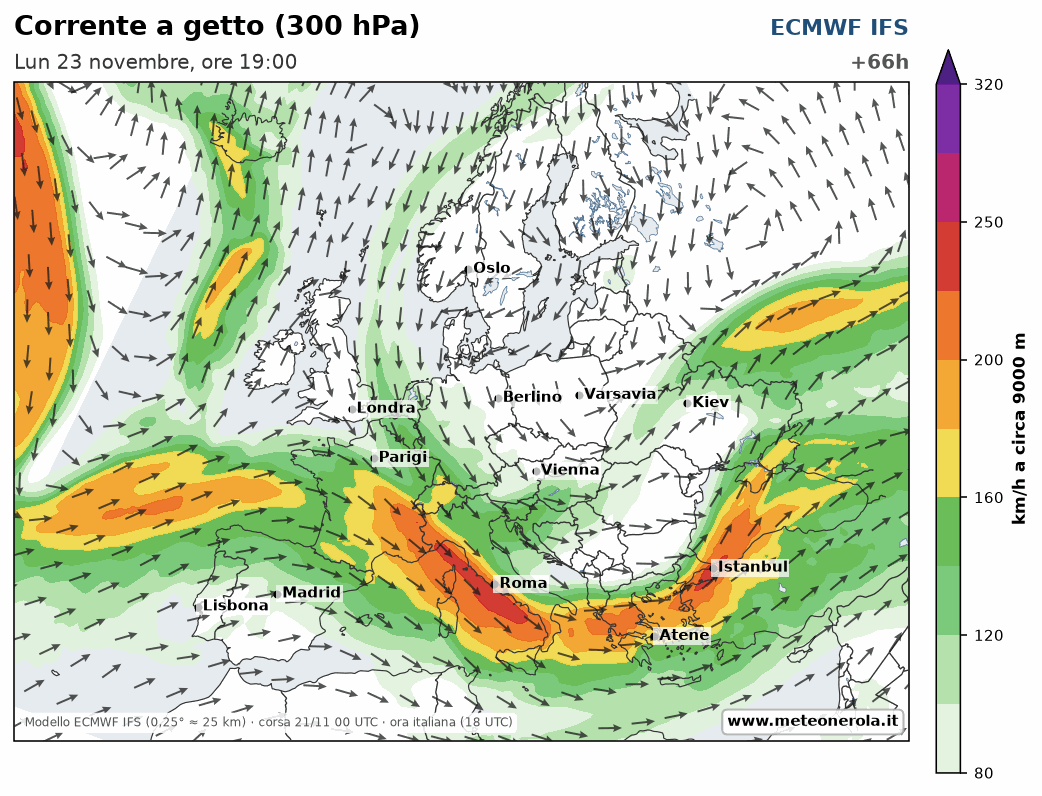 Corrente a getto (300 hPa)
ECMWF IFS
Lun 23 novembre, ore 19:00
+66h
320
250
200
160
120
80
km/h a circa 9000 m
Oslo
Londra
Berlino
Varsavia
Kiev
Parigi
Vienna
Istanbul
Roma
Madrid
Lisbona
Atene
Modello ECMWF IFS (0,25° ≈ 25 km) · corsa 21/11 00 UTC · ora italiana (18 UTC)
www.meteonerola.it